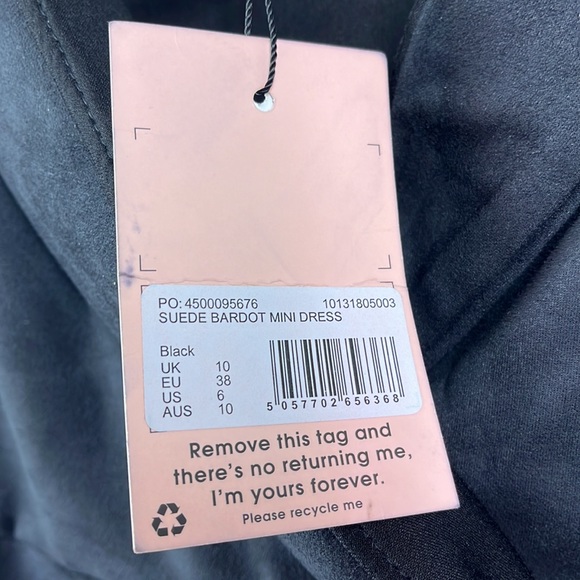 PO: 4500095676 10131805003
SUEDE BARDOT MINI DRESS
Black
UK 10
EU 38
US 6
AUS 10
5 057702 656368
Remove this tag and
there's no returning me,
I'm yours forever.
Please recycle me